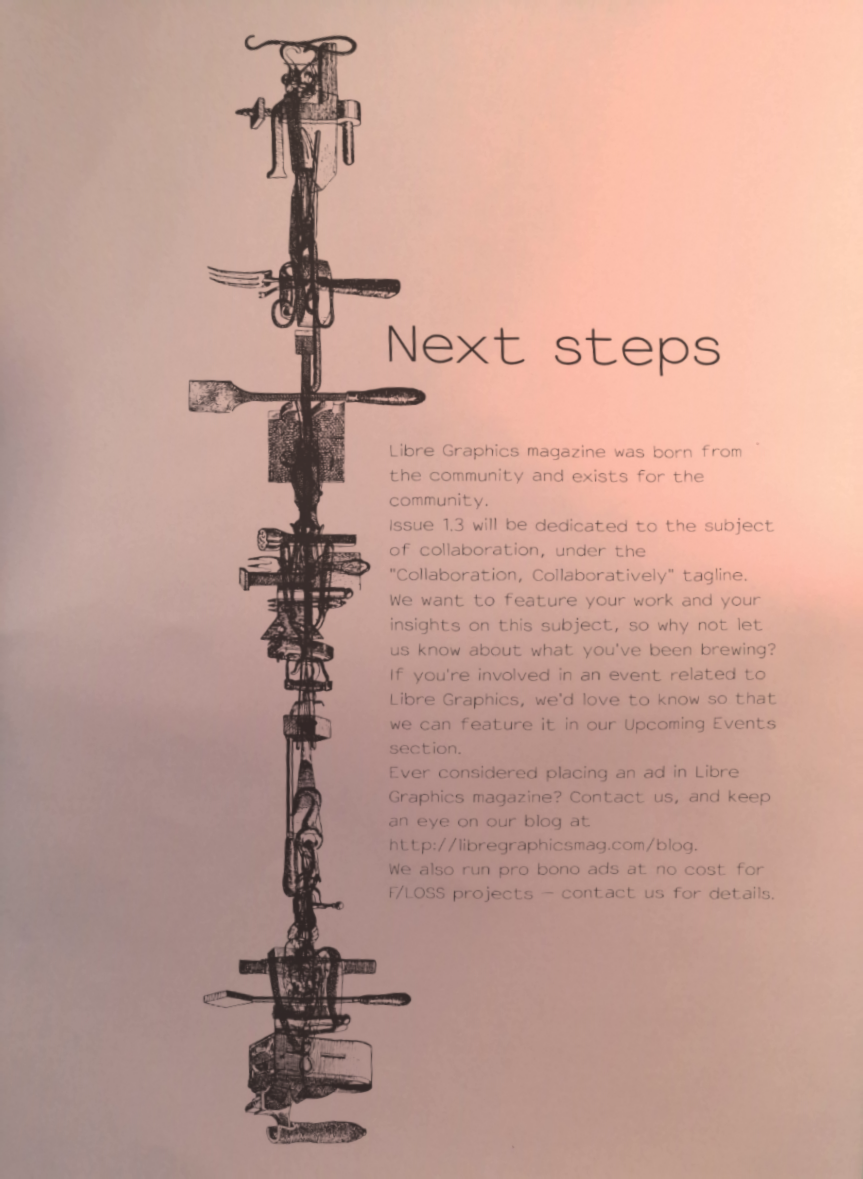 Next steps
Libre Graphics magazine was born from
the community and exists for the
community.
Issue 1.3 will be dedicated to the subject
of collaboration, under the
"Collaboration, Collaboratively" tagline.
We want to feature your work and your
insights on this subject, so why not let
us know about what you've been brewing?
If you're involved in an event related to
Libre Graphics, we'd love to know so that
we can feature it in our Upcoming Events
section.
Ever considered placing an ad in Libre
Graphics magazine? Contact us, and keep
an eye on our blog at
http://libregraphicsmag.com/blog.
We also run pro bono ads at no cost for
F/LOSS projects — contact us for details.